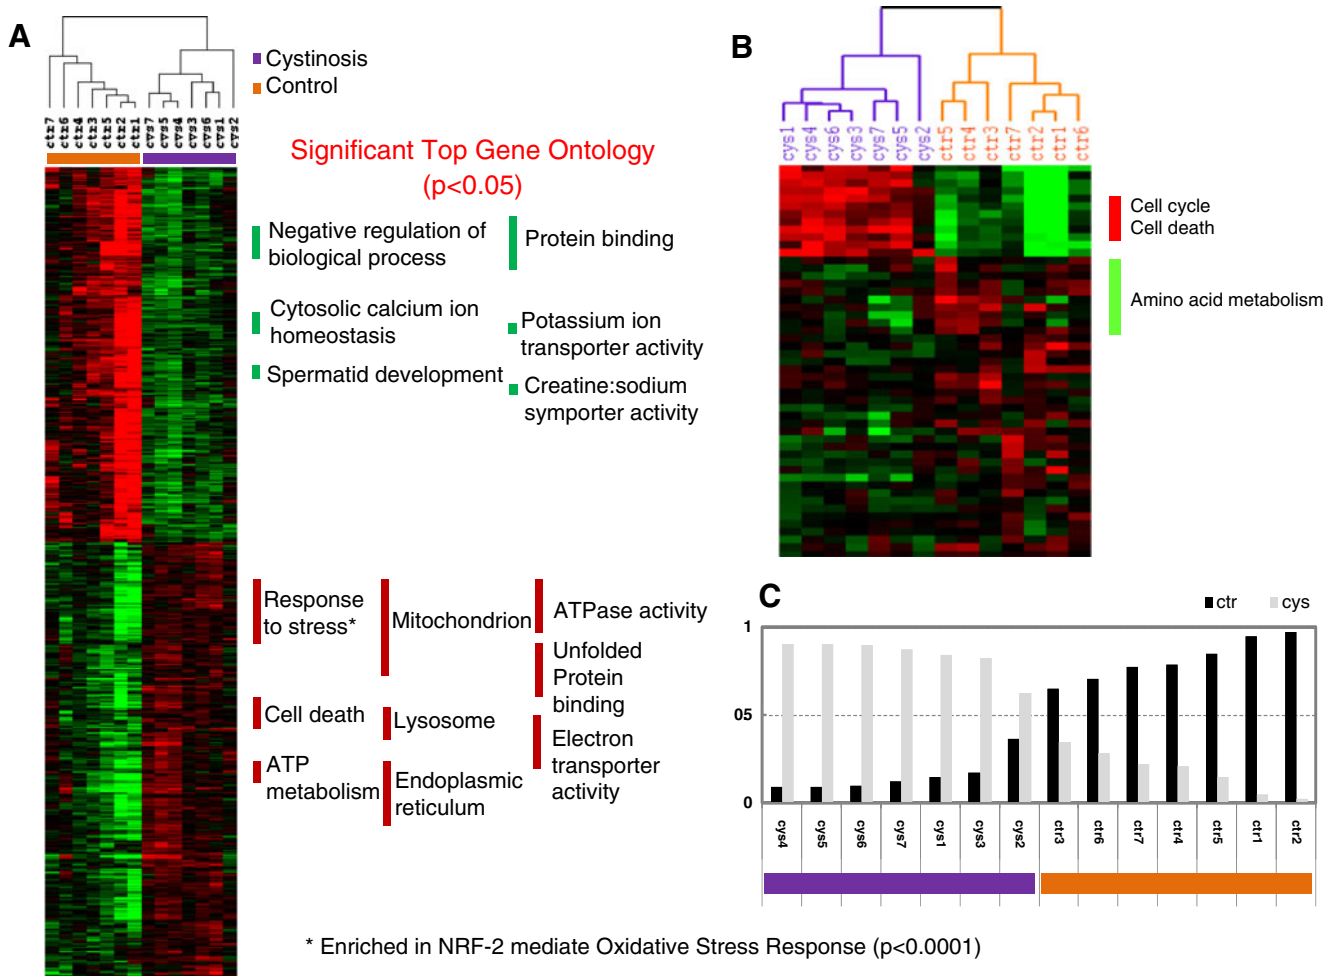 A
Cystinosis
Control
ctr7 ctr6 ctr4 ctr3 ctr5 ctr2 ctr1 cys7 cys5 cys4 cys3 cys6 cys1 cys2
Significant Top Gene Ontology
(p<0.05)
Negative regulation of
biological process
Protein binding
Cytosolic calcium ion
homeostasis
Potassium ion
transporter activity
Spermatid development
Creatine:sodium
symporter activity
Response
to stress*
Mitochondrion
ATPase activity
Unfolded
Protein
binding
Cell death
Lysosome
Electron
transporter
activity
ATP
metabolism
Endoplasmic
reticulum
B
cys1 cys4 cys6 cys3 cys7 cys5 cys2 ctr5 ctr4 ctr3 ctr7 ctr2 ctr1 ctr6
Cell cycle
Cell death
Amino acid metabolism
C
ctr cys
1
05
0
cys4 cys5 cys6 cys7 cys1 cys3 cys2 ctr3 ctr6 ctr7 ctr4 ctr5 ctr1 ctr2
* Enriched in NRF-2 mediate Oxidative Stress Response (p<0.0001)